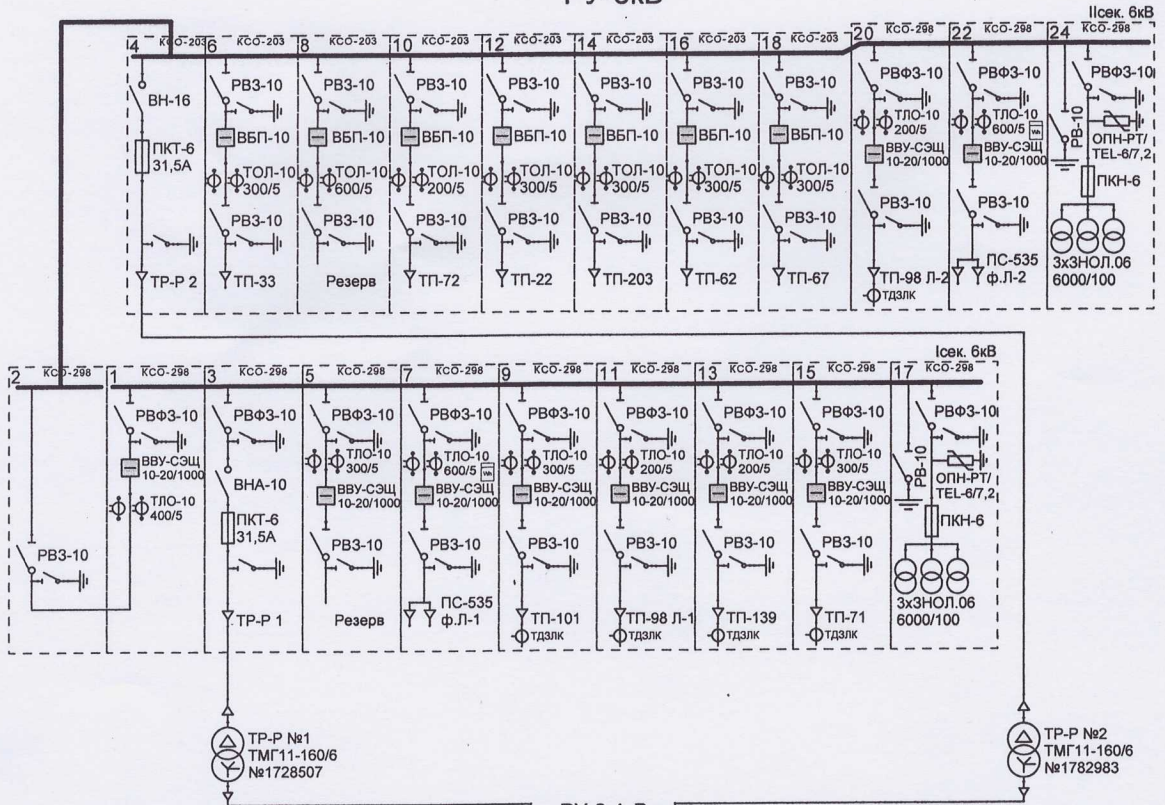 РУ-6кВ
IIсек. 6кВ
4 КСО-203 6 КСО-203 8 КСО-203 10 КСО-203 12 КСО-203 14 КСО-203 16 КСО-203 18 КСО-203 20 КСО-298 22 КСО-298 24 КСО-298
ВН-16
ПКТ-6
31,5А
ТР-Р 2
РВЗ-10
ВБП-10
ТОЛ-10
300/5
РВЗ-10
ТП-33
РВЗ-10
ВБП-10
ТОЛ-10
600/5
РВЗ-10
Резерв
РВЗ-10
ВБП-10
ТОЛ-10
200/5
РВЗ-10
ТП-72
РВЗ-10
ВБП-10
ТОЛ-10
300/5
РВЗ-10
ТП-22
РВЗ-10
ВБП-10
ТОЛ-10
300/5
РВЗ-10
ТП-203
РВЗ-10
ВБП-10
ТОЛ-10
300/5
РВЗ-10
ТП-62
РВЗ-10
ВБП-10
ТОЛ-10
300/5
РВЗ-10
ТП-67
РВФЗ-10
ТЛО-10
200/5
ВВУ-СЭЩ
10-20/1000
РВЗ-10
ТП-98 Л-2
ТДЗЛК
РВФЗ-10
ТЛО-10
600/5
Wh
ВВУ-СЭЩ
10-20/1000
РВЗ-10
ПС-535
ф.Л-2
РВ-10
РВФЗ-10
ОПН-РТ/
TEL-6/7,2
ПКН-6
3хЗНОЛ.06
6000/100
Iсек. 6кВ
2 КСО-298 1 КСО-298 3 КСО-298 5 КСО-298 7 КСО-298 9 КСО-298 11 КСО-298 13 КСО-298 15 КСО-298 17 КСО-298
РВЗ-10
РВФЗ-10
ВВУ-СЭЩ
10-20/1000
ТЛО-10
400/5
РВФЗ-10
ВНА-10
ПКТ-6
31,5А
ТР-Р 1
РВФЗ-10
ТЛО-10
300/5
ВВУ-СЭЩ
10-20/1000
РВЗ-10
Резерв
РВФЗ-10
ТЛО-10
600/5
Wh
ВВУ-СЭЩ
10-20/1000
РВЗ-10
ПС-535
ф.Л-1
РВФЗ-10
ТЛО-10
300/5
ВВУ-СЭЩ
10-20/1000
РВЗ-10
ТП-101
ТДЗЛК
РВФЗ-10
ТЛО-10
200/5
ВВУ-СЭЩ
10-20/1000
РВЗ-10
ТП-98 Л-1
ТДЗЛК
РВФЗ-10
ТЛО-10
200/5
ВВУ-СЭЩ
10-20/1000
РВЗ-10
ТП-139
ТДЗЛК
РВФЗ-10
ТЛО-10
300/5
ВВУ-СЭЩ
10-20/1000
РВЗ-10
ТП-71
ТДЗЛК
РВ-10
РВФЗ-10
ОПН-РТ/
TEL-6/7,2
ПКН-6
3хЗНОЛ.06
6000/100
ТР-Р №1
ТМГ11-160/6
№1728507
ТР-Р №2
ТМГ11-160/6
№1782983